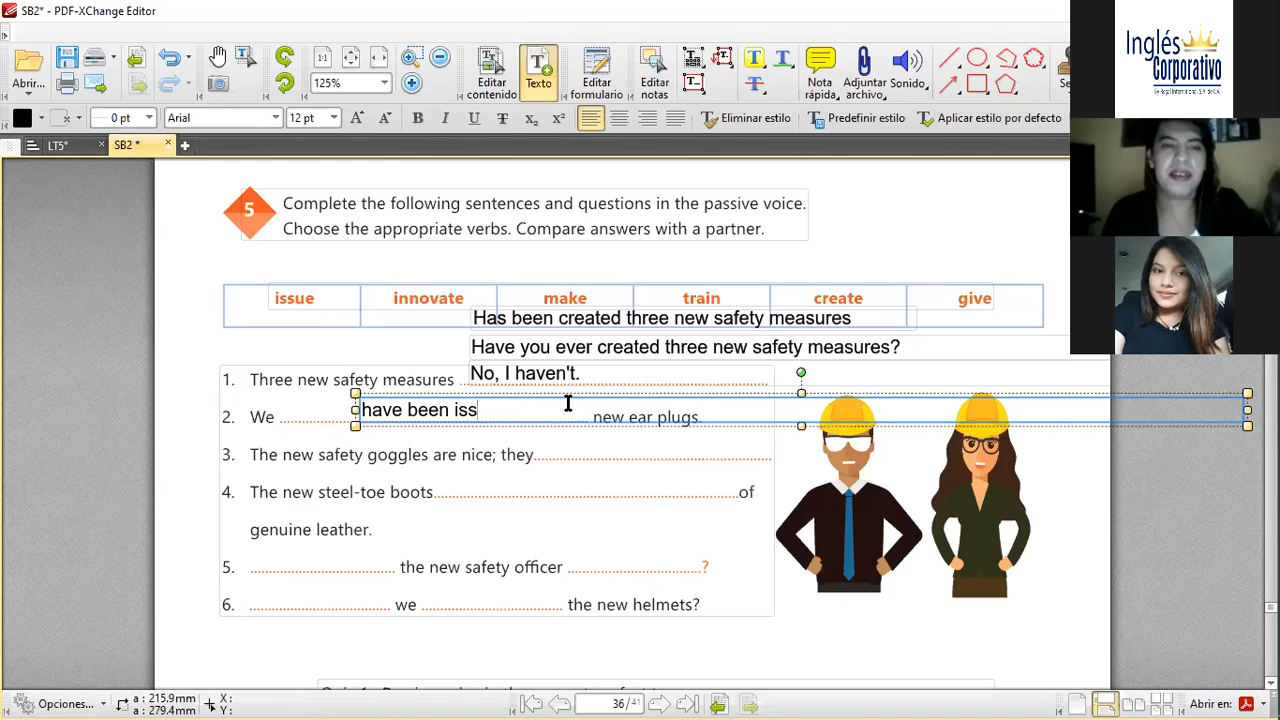 SB2* - PDF-XChange Editor
Abrir...
125%
Editar contenido
Texto
Editar formulario
Editar notas
Nota rápida
Adjuntar archivo
Sonido
0 pt
Arial
12 pt
Eliminar estilo
Predefinir estilo
Aplicar estilo por defecto
LT5*
SB2 *
Inglés Corporativo
5
Complete the following sentences and questions in the passive voice.
Choose the appropriate verbs. Compare answers with a partner.
issue innovate make train create give
Has been created three new safety measures
Have you ever created three new safety measures?
No, I haven't.
1. Three new safety measures
2. We have been iss new ear plugs.
3. The new safety goggles are nice; they
4. The new steel-toe boots of
genuine leather.
5. the new safety officer ?
6. we the new helmets?
Opciones...
a : 215.9mm
a : 279.4mm
X:
Y:
36/41
Abrir en: